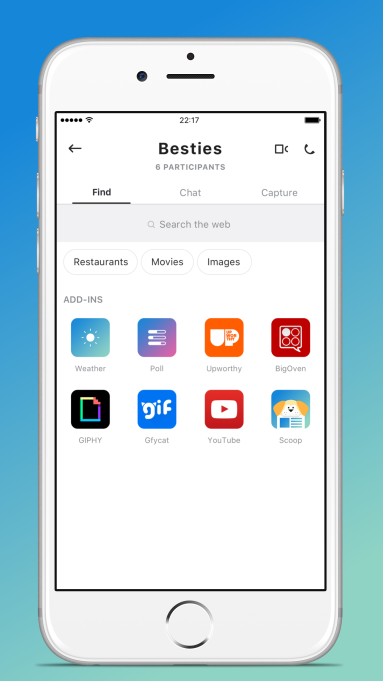 22:17
Besties
6 PARTICIPANTS
Find Chat Capture
Search the web
Restaurants Movies Images
ADD-INS
Weather Poll Upworthy BigOven
gif
GIPHY Gfycat YouTube Scoop